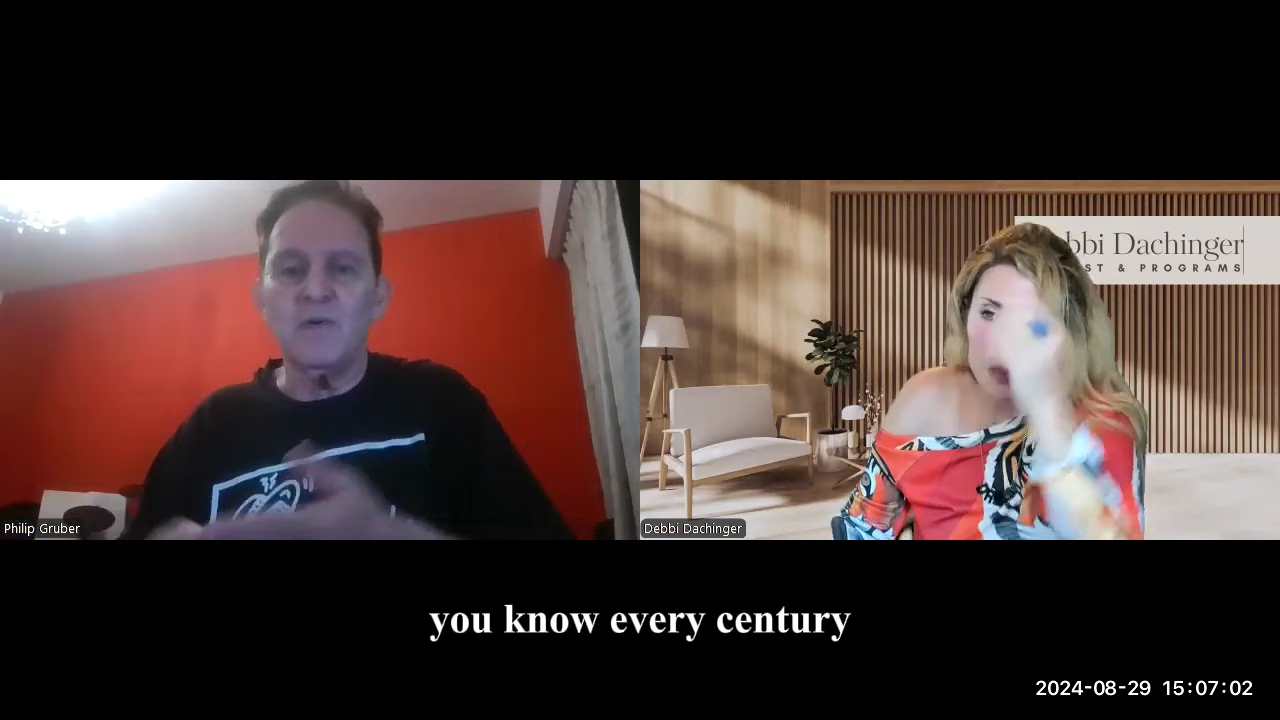 bbi Dachinger
ST & PROGRAMS
Philip Gruber
Debbi Dachinger
you know every century
2024-08-29 15:07:02